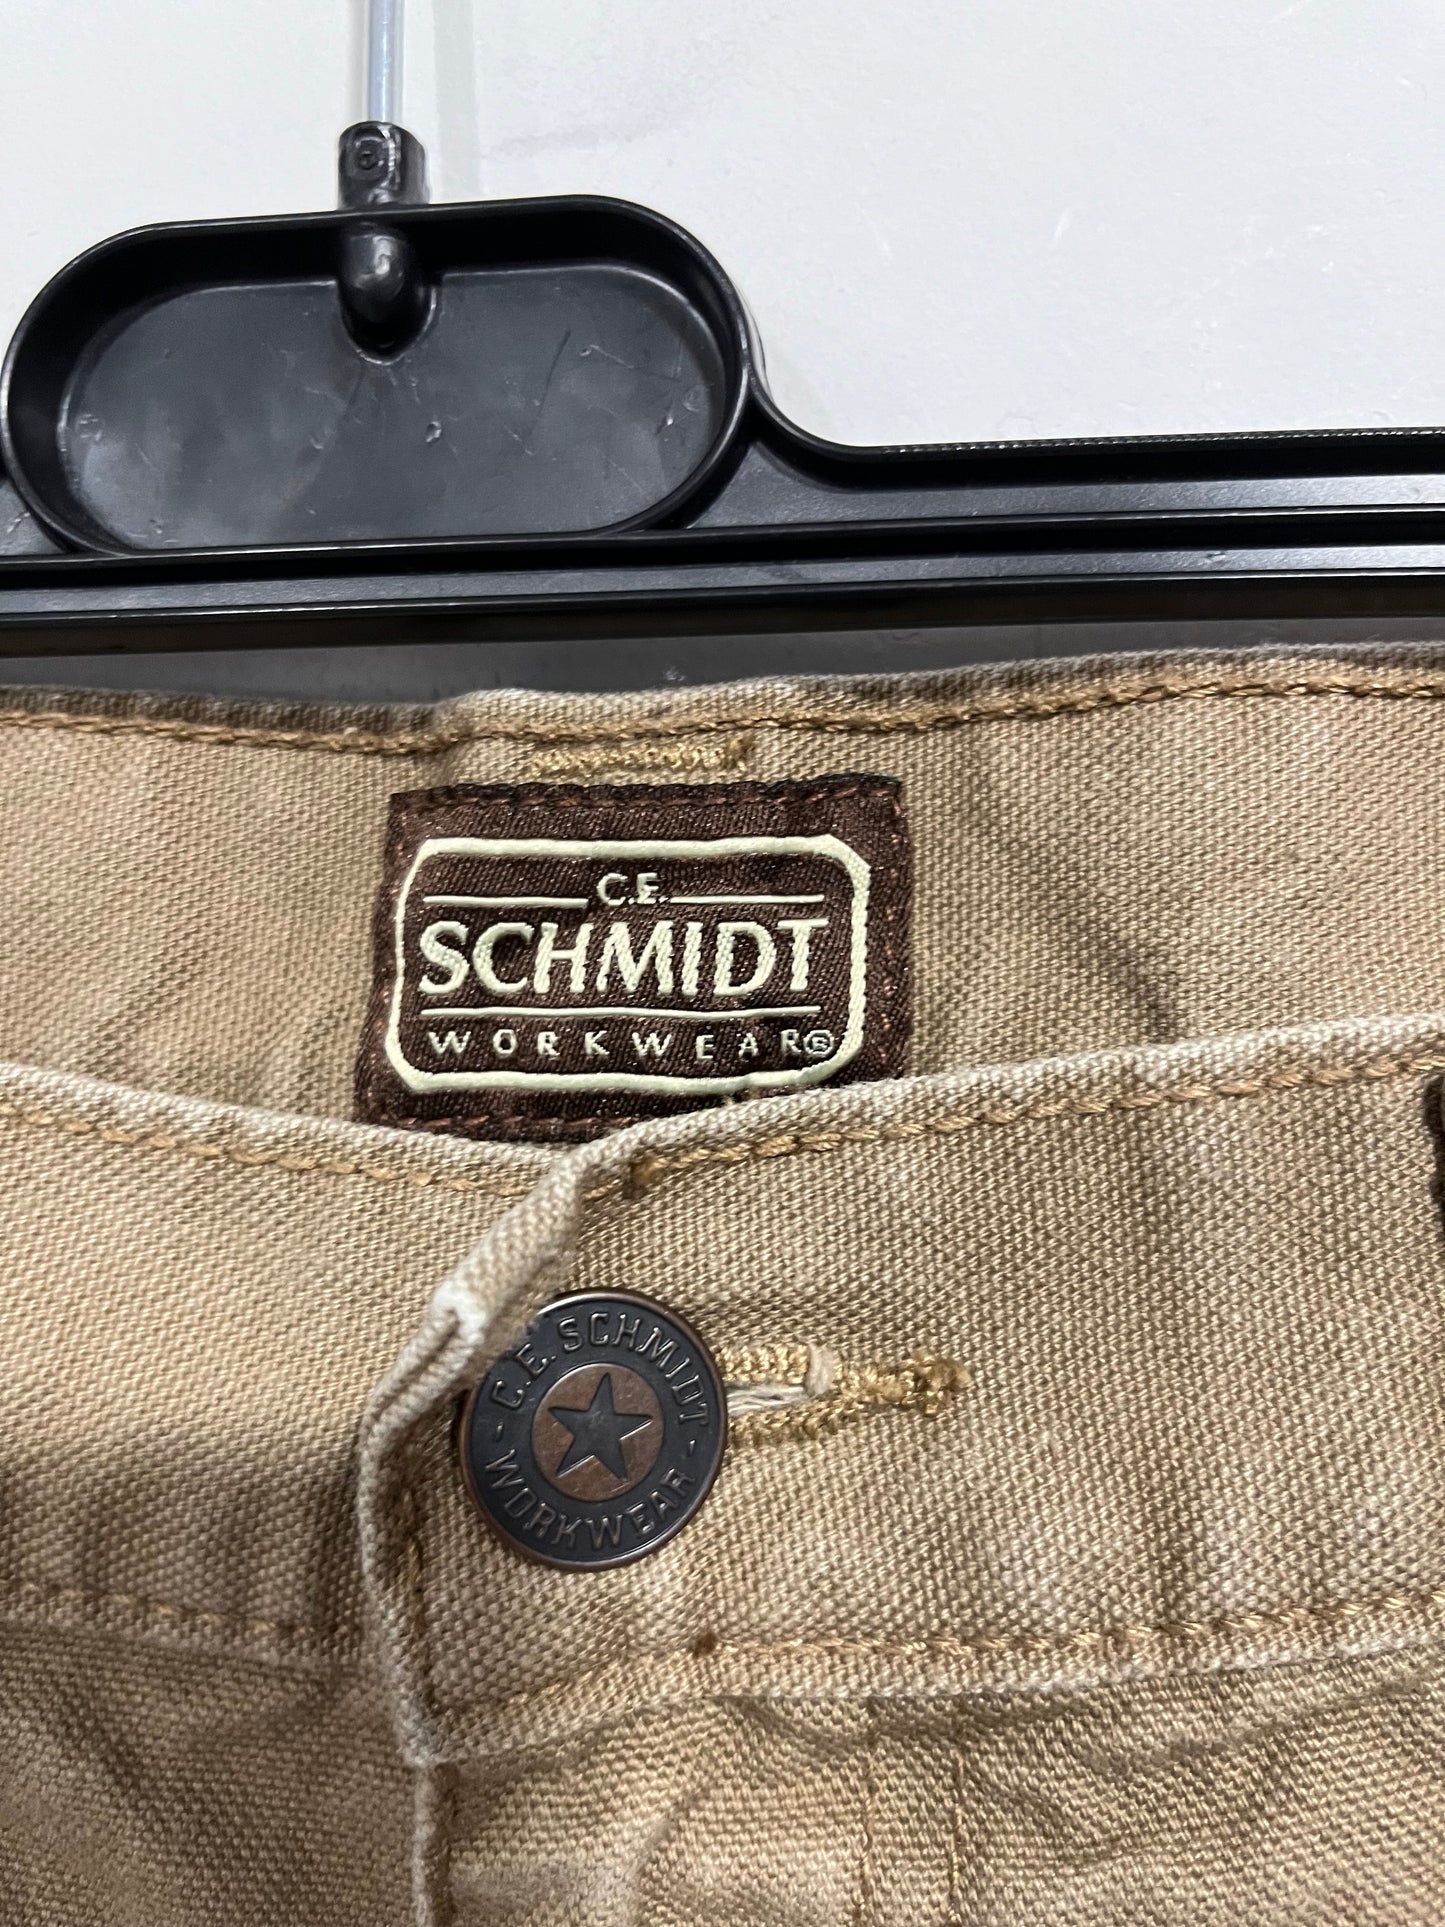 C.E.
SCHMIDT
WORKWEAR®
C.E. SCHMIDT
- WORKWEAR -